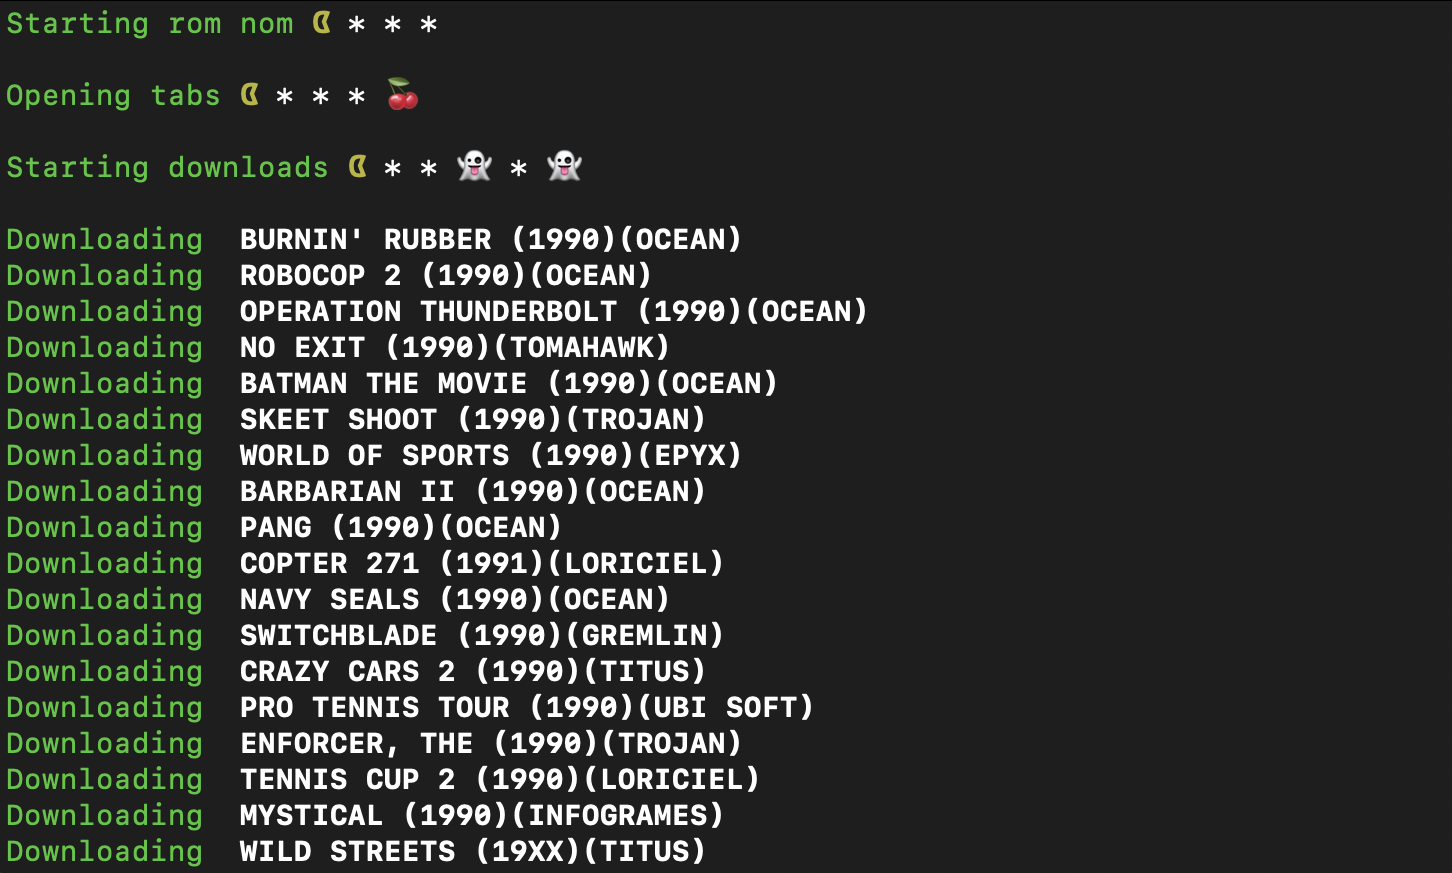 Starting rom nom ᗧ * * *
Opening tabs ᗧ * * * 🍒
Starting downloads ᗧ * * 👻 * 👻
Downloading  BURNIN' RUBBER (1990)(OCEAN)
Downloading  ROBOCOP 2 (1990)(OCEAN)
Downloading  OPERATION THUNDERBOLT (1990)(OCEAN)
Downloading  NO EXIT (1990)(TOMAHAWK)
Downloading  BATMAN THE MOVIE (1990)(OCEAN)
Downloading  SKEET SHOOT (1990)(TROJAN)
Downloading  WORLD OF SPORTS (1990)(EPYX)
Downloading  BARBARIAN II (1990)(OCEAN)
Downloading  PANG (1990)(OCEAN)
Downloading  COPTER 271 (1991)(LORICIEL)
Downloading  NAVY SEALS (1990)(OCEAN)
Downloading  SWITCHBLADE (1990)(GREMLIN)
Downloading  CRAZY CARS 2 (1990)(TITUS)
Downloading  PRO TENNIS TOUR (1990)(UBI SOFT)
Downloading  ENFORCER, THE (1990)(TROJAN)
Downloading  TENNIS CUP 2 (1990)(LORICIEL)
Downloading  MYSTICAL (1990)(INFOGRAMES)
Downloading  WILD STREETS (19XX)(TITUS)